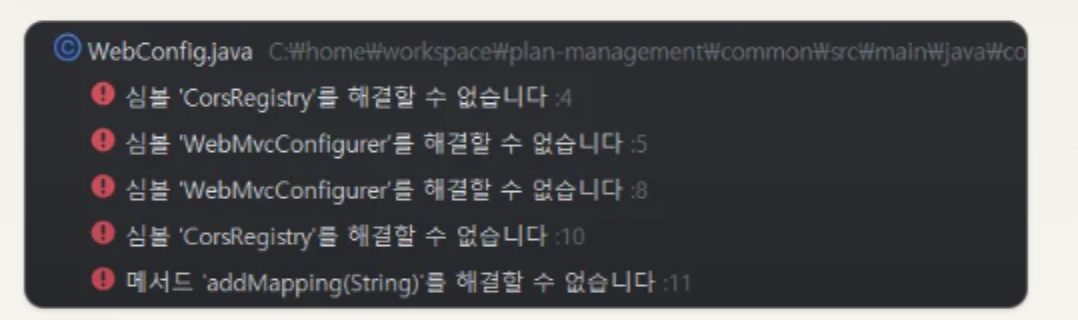 © WebConfig.java C:₩home₩workspace₩plan-management₩common₩src₩main₩java₩co
심볼 'CorsRegistry'를 해결할 수 없습니다 :4
심볼 'WebMvcConfigurer'를 해결할 수 없습니다 :5
심볼 'WebMvcConfigurer'를 해결할 수 없습니다 :8
심볼 'CorsRegistry'를 해결할 수 없습니다 :10
메서드 'addMapping(String)'를 해결할 수 없습니다 :11